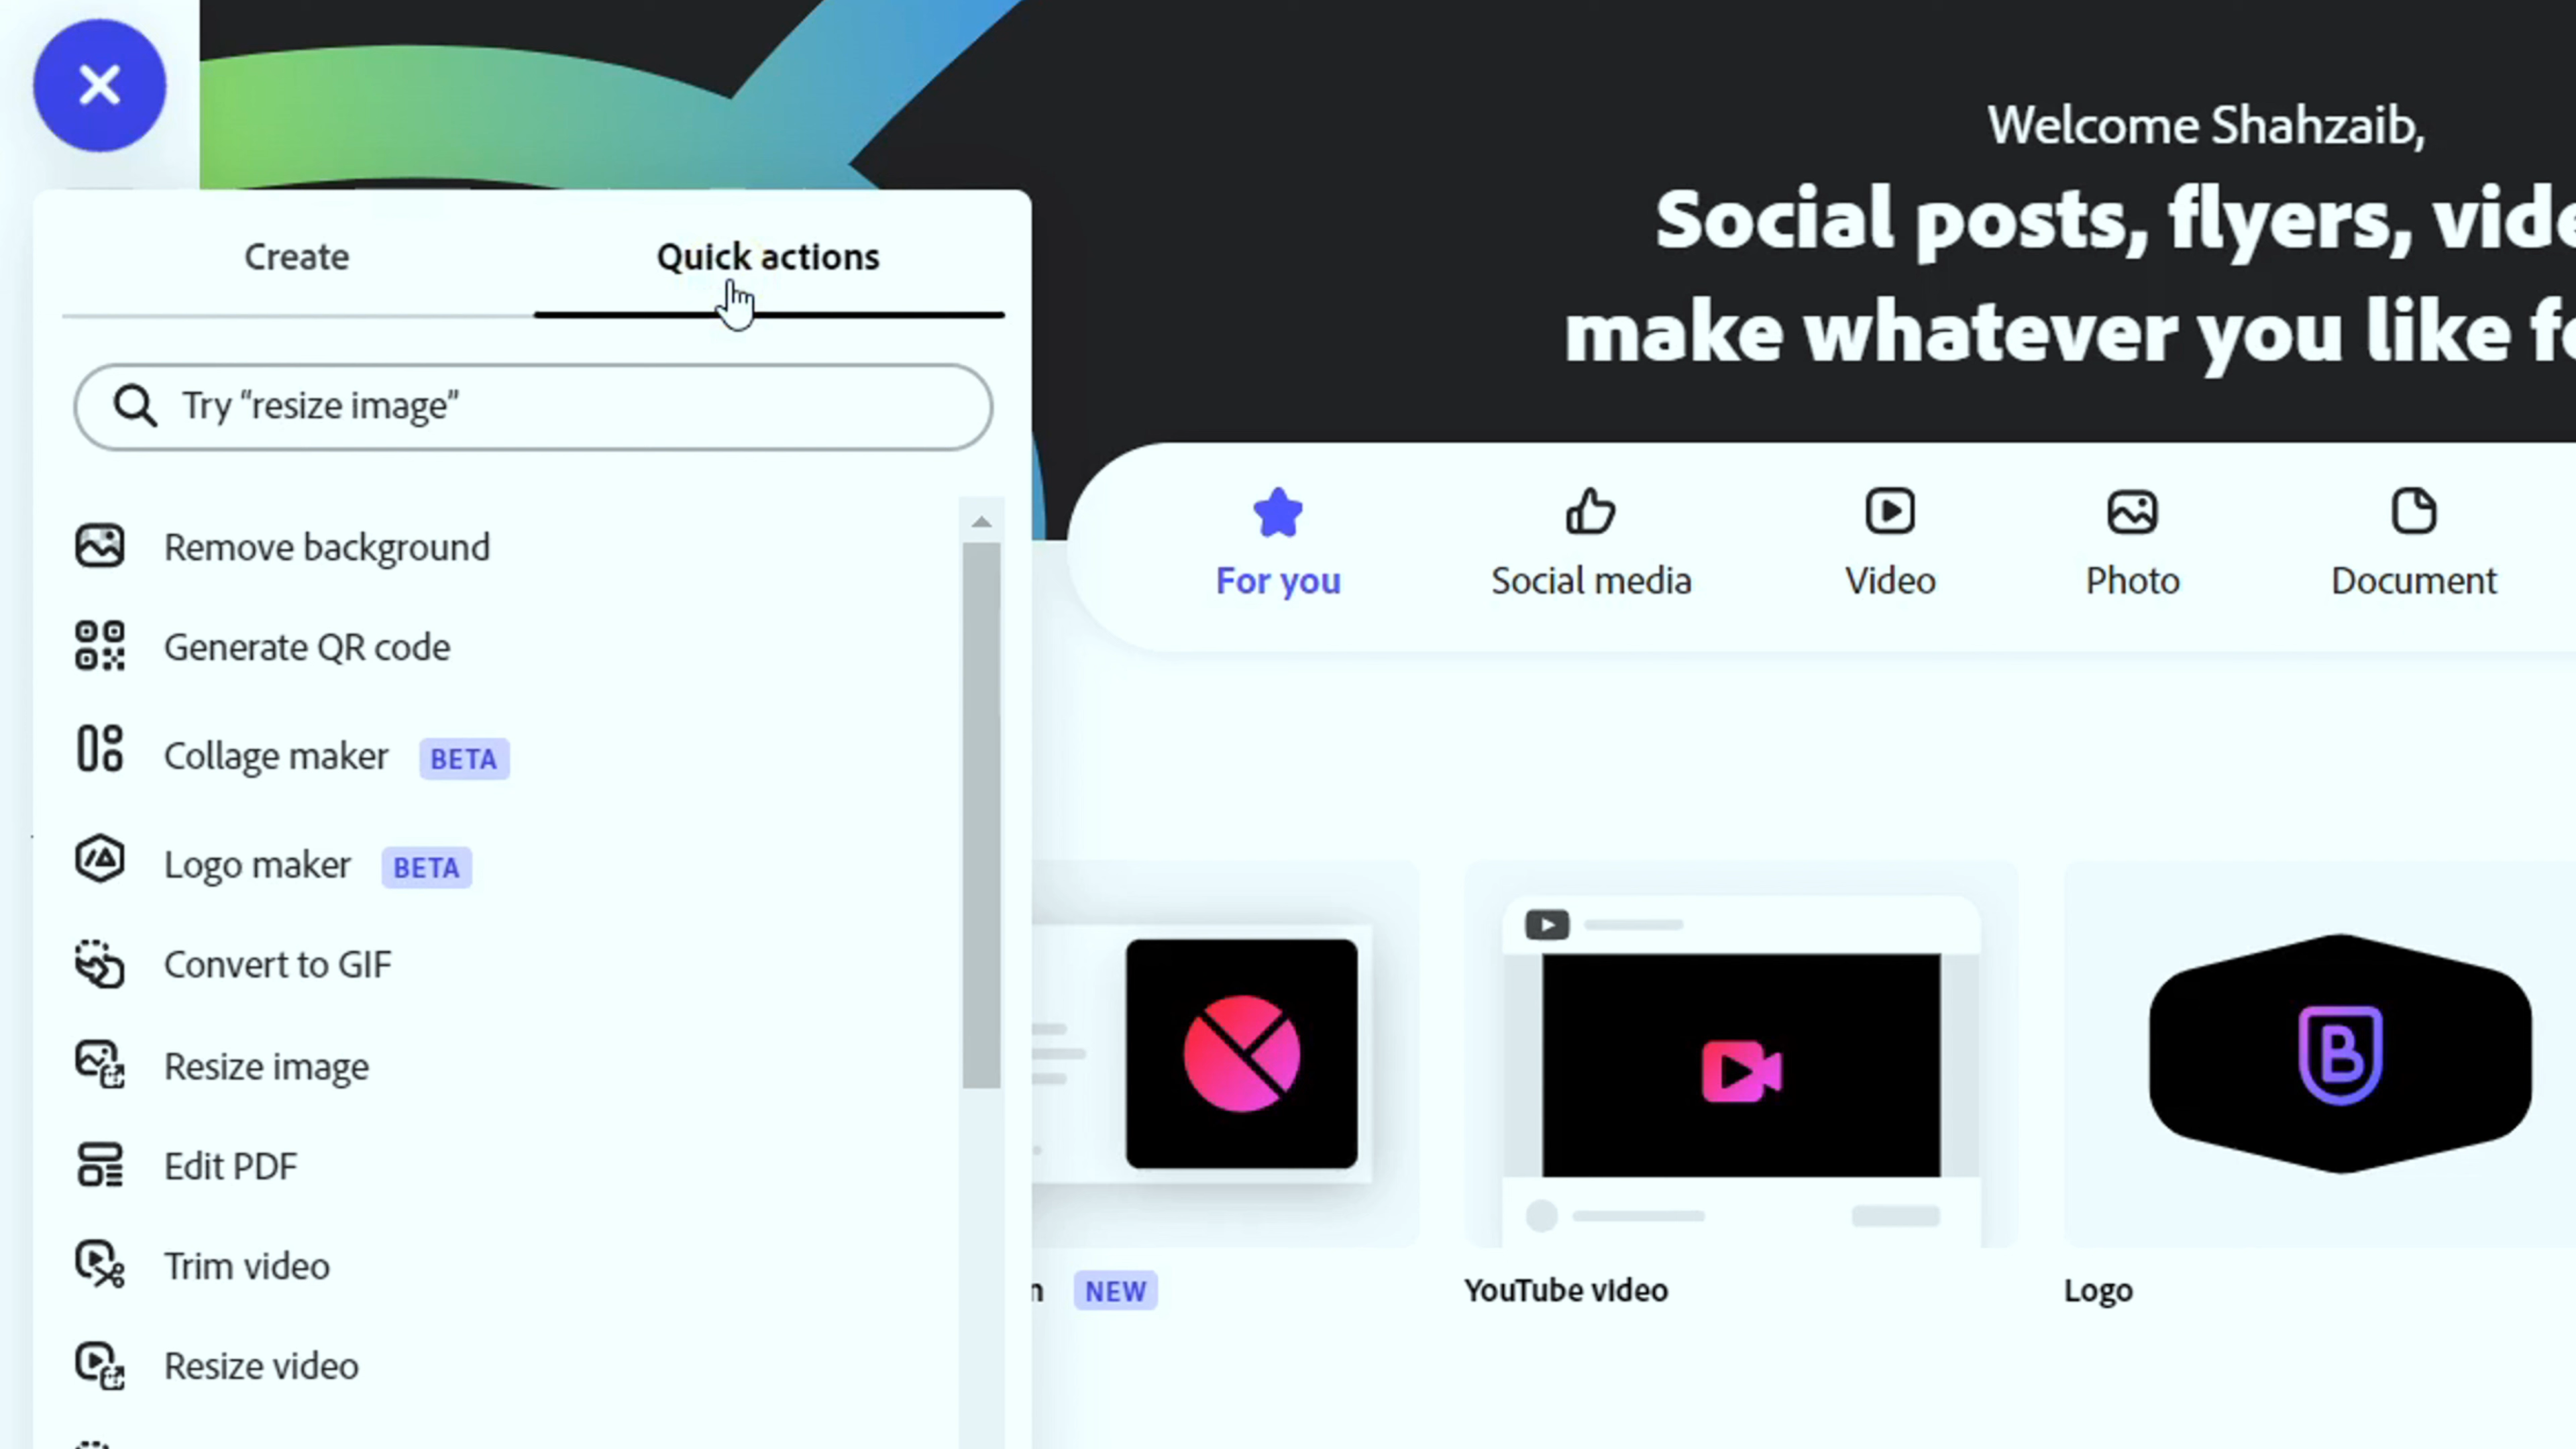 Welcome Shahzaib,
Social posts, flyers,
make whatever you like
Create
Quick actions
Try "resize image"
Remove background
Generate QR code
Collage maker BETA
Logo maker BETA
Convert to GIF
Resize image
Edit PDF
Trim video
Resize video
For you
Social media
Video
Photo
Document
B
NEW
YouTube video
Logo